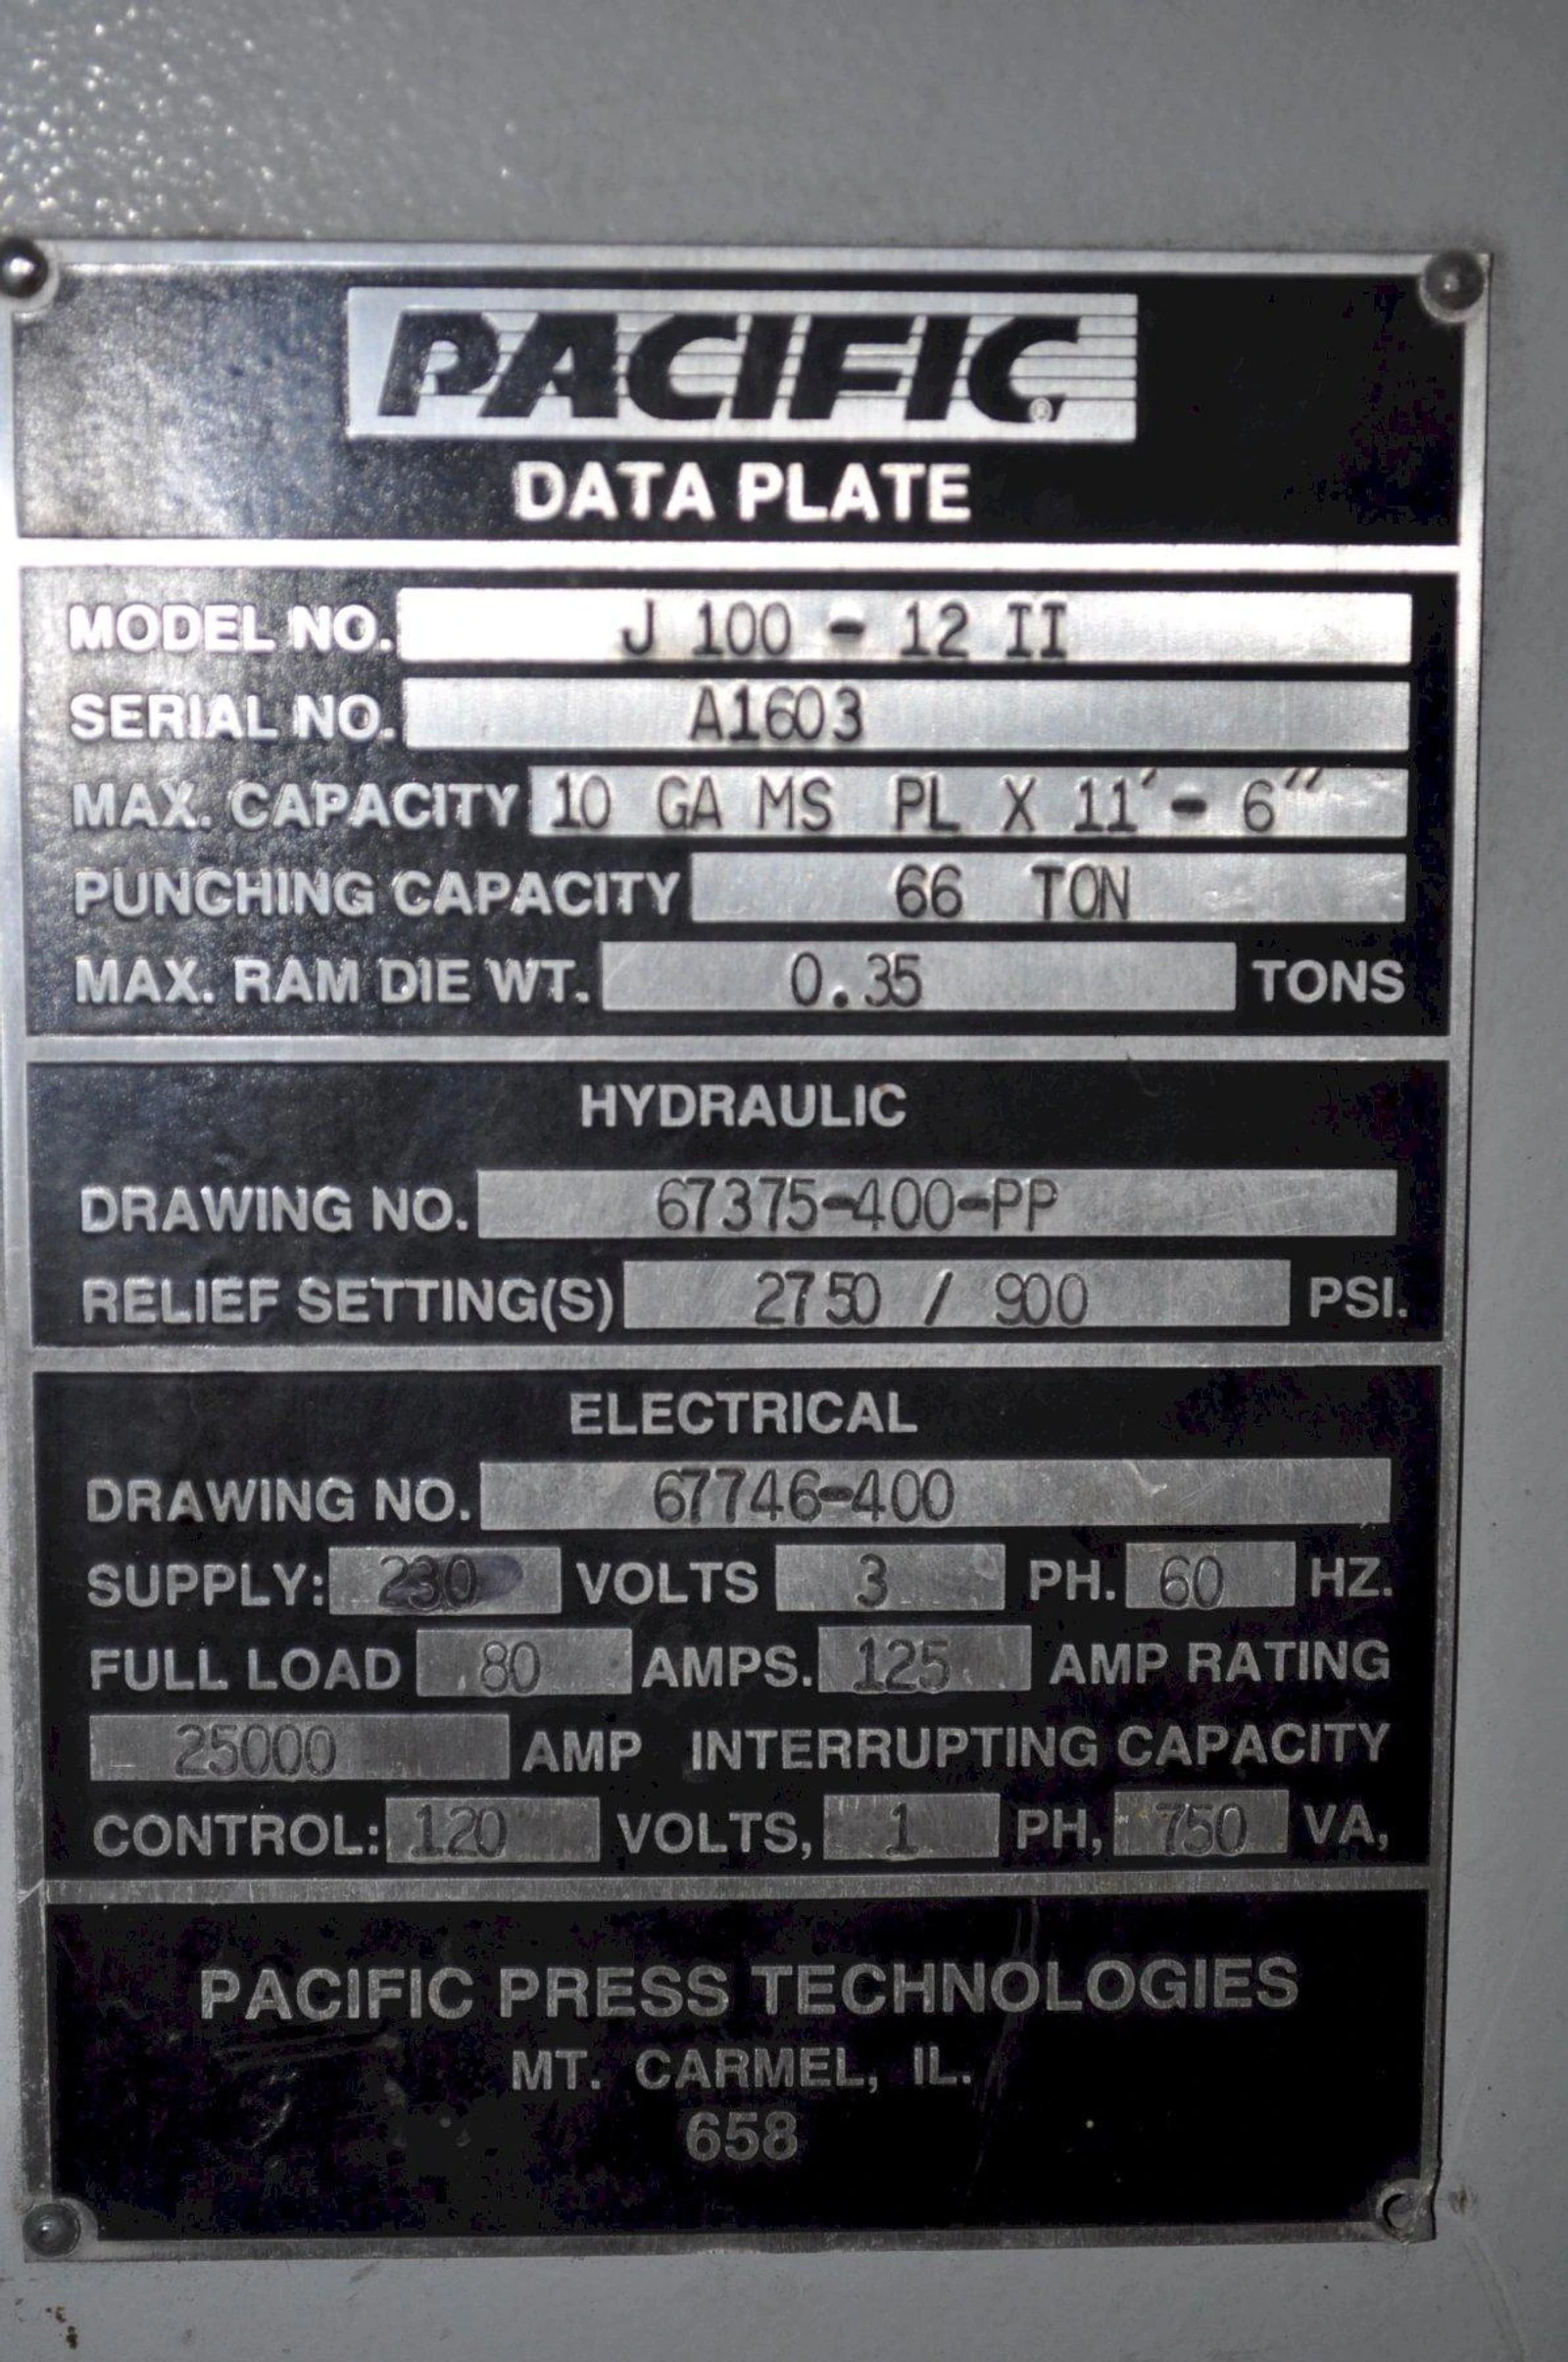 PACIFIC®
DATA PLATE
MODEL NO. J 100 - 12 II
SERIAL NO. A1603
MAX. CAPACITY 10 GA MS PL X 11' - 6"
PUNCHING CAPACITY 66 TON
MAX. RAM DIE WT. 0.35 TONS
HYDRAULIC
DRAWING NO. 67375-400-PP
RELIEF SETTING(S) 2750 / 900 PSI.
ELECTRICAL
DRAWING NO. 67746-400
SUPPLY: 230 VOLTS 3 PH. 60 HZ.
FULL LOAD 80 AMPS. 125 AMP RATING
25000 AMP INTERRUPTING CAPACITY
CONTROL: 120 VOLTS, 1 PH, 750 VA,
PACIFIC PRESS TECHNOLOGIES
MT. CARMEL, IL.
658